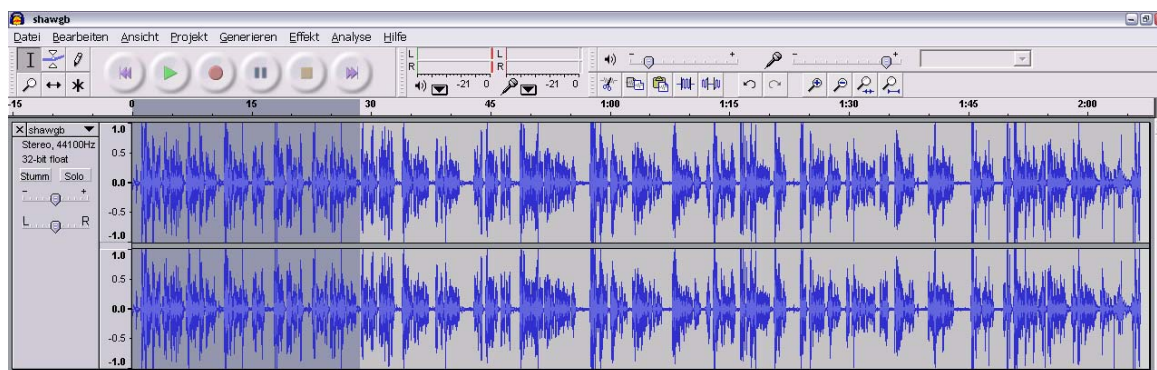 shawgb
Datei Bearbeiten Ansicht Projekt Generieren Effekt Analyse Hilfe
L L
R R
-21 0 -21 0
- +
- +
-15 0 15 30 45 1:00 1:15 1:30 1:45 2:00
shawgb
Stereo, 44100Hz
32-bit float
Stumm Solo
- +
L R
1.0
0.5
0.0
-0.5
-1.0
1.0
0.5
0.0
-0.5
-1.0